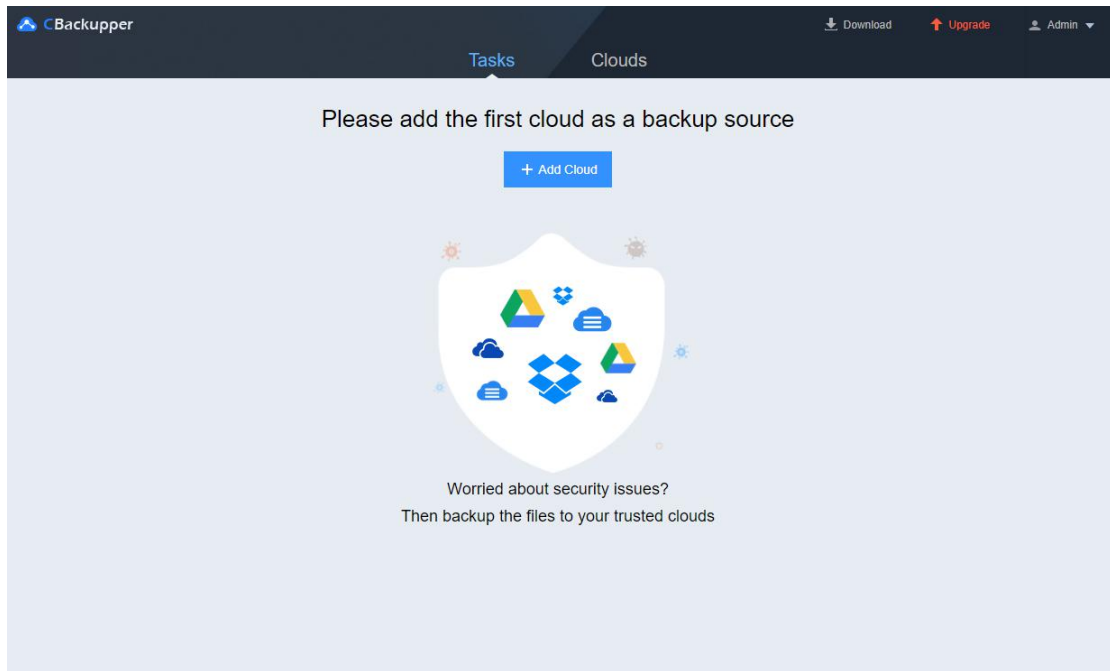 CBackupper
Download
Upgrade
Admin
Tasks
Clouds
Please add the first cloud as a backup source
+ Add Cloud
Worried about security issues?
Then backup the files to your trusted clouds